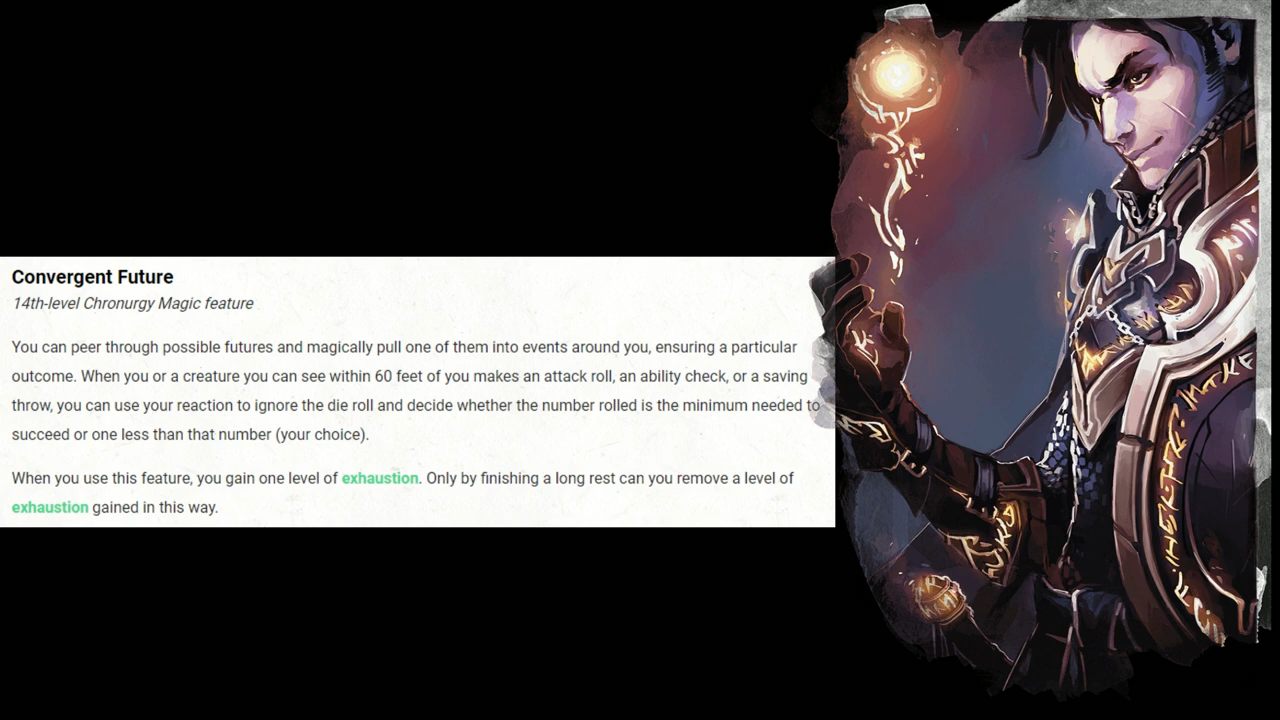 Convergent Future
14th-level Chronurgy Magic feature
You can peer through possible futures and magically pull one of them into events around you, ensuring a particular
outcome. When you or a creature you can see within 60 feet of you makes an attack roll, an ability check, or a saving
throw, you can use your reaction to ignore the die roll and decide whether the number rolled is the minimum needed to
succeed or one less than that number (your choice).
When you use this feature, you gain one level of exhaustion. Only by finishing a long rest can you remove a level of
exhaustion gained in this way.